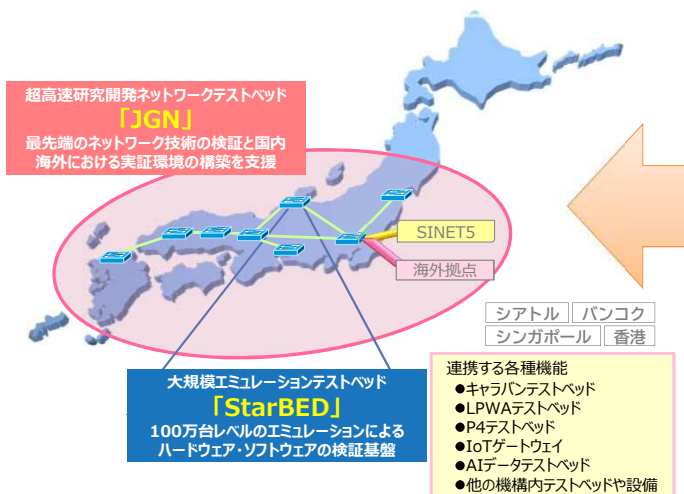 超高速研究開発ネットワークテストベッド
「JGN」
最先端のネットワーク技術の検証と国内
海外における実証環境の構築を支援
SINET5
海外拠点
シアトル
バンコク
シンガポール
香港
大規模エミュレーションテストベッド
「StarBED」
100万台レベルのエミュレーションによる
ハードウェア・ソフトウェアの検証基盤
連携する各種機能
●キャラバンテストベッド
●LPWAテストベッド
●P4テストベッド
●IoTゲートウェイ
●AIデータテストベッド
●他の機構内テストベッドや設備